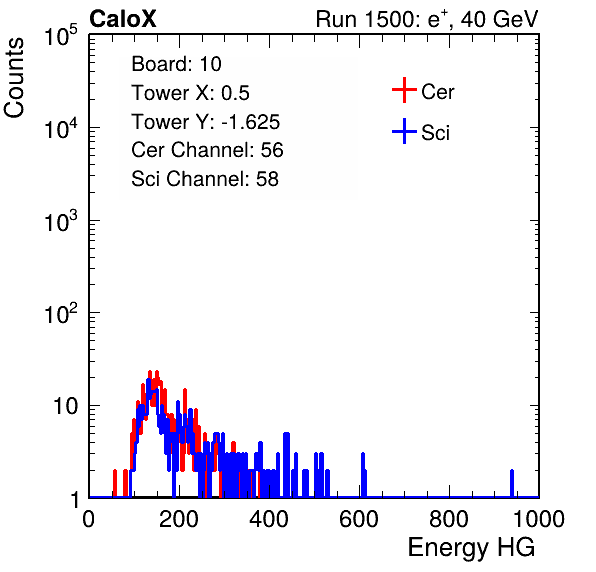 CaloX Run 1500: e⁺, 40 GeV
Counts
Board: 10
Tower X: 0.5
Tower Y: -1.625
Cer Channel: 56
Sci Channel: 58
Cer
Sci
10⁵
10⁴
10³
10²
10
1
0 200 400 600 800 1000
Energy HG